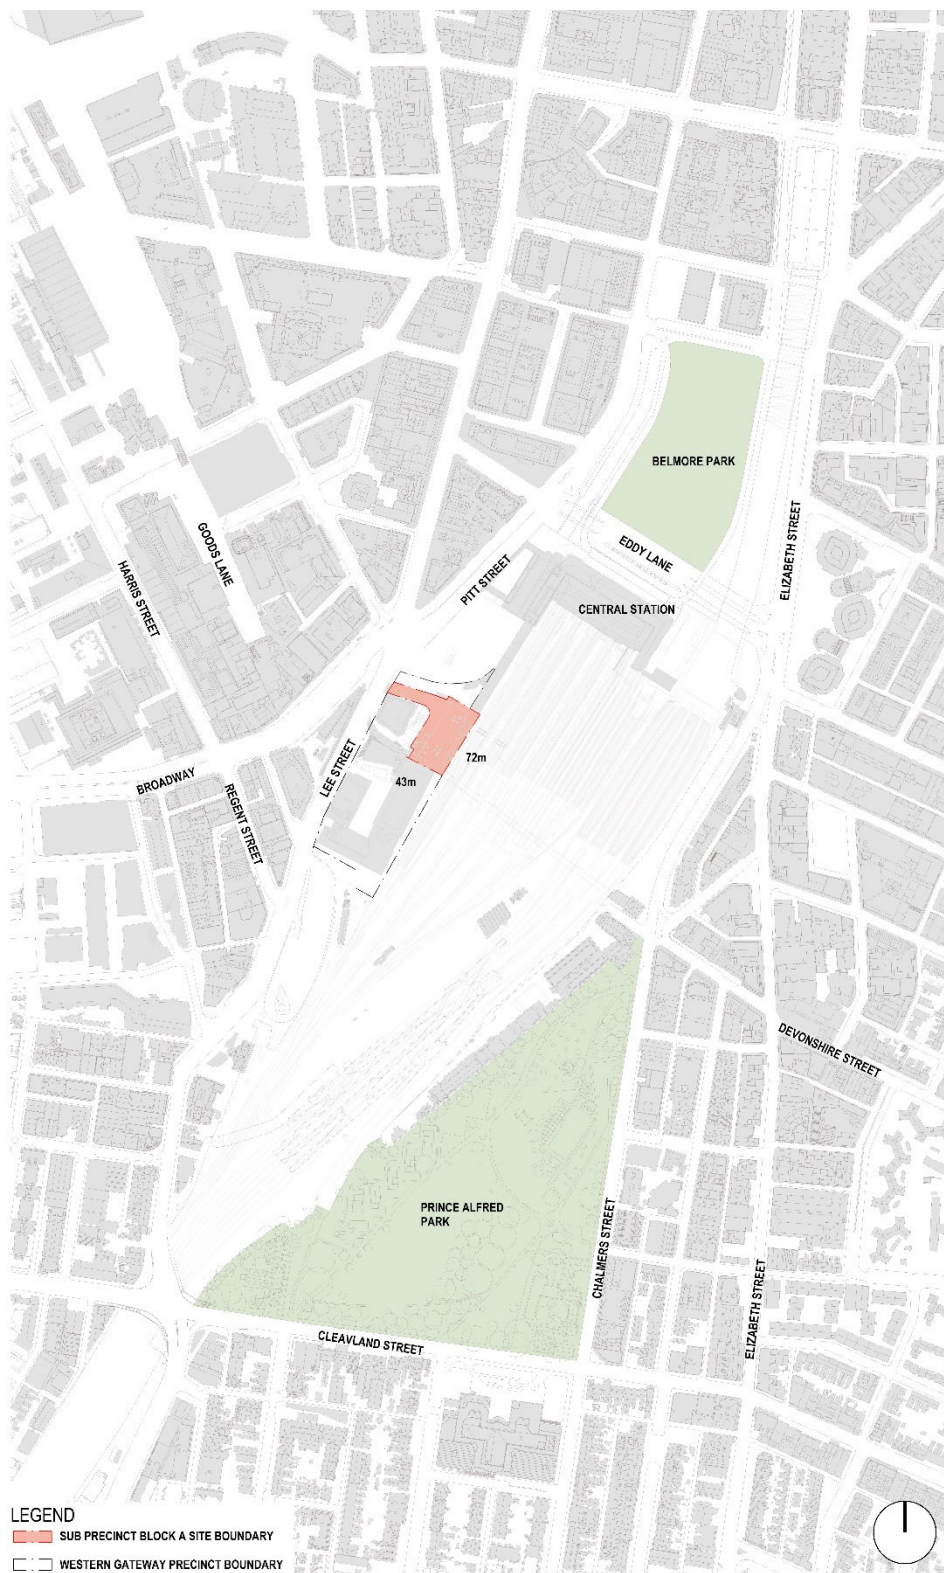 BELMORE PARK
ELIZABETH STREET
EDDY LANE
GOODS LANE
HARRIS STREET
PITT STREET
CENTRAL STATION
72m
43m
LEE STREET
BROADWAY
REGENT STREET
DEVONSHIRE STREET
PRINCE ALFRED
PARK
CHALMERS STREET
ELIZABETH STREET
CLEAVLAND STREET
LEGEND
SUB PRECINCT BLOCK A SITE BOUNDARY
WESTERN GATEWAY PRECINCT BOUNDARY